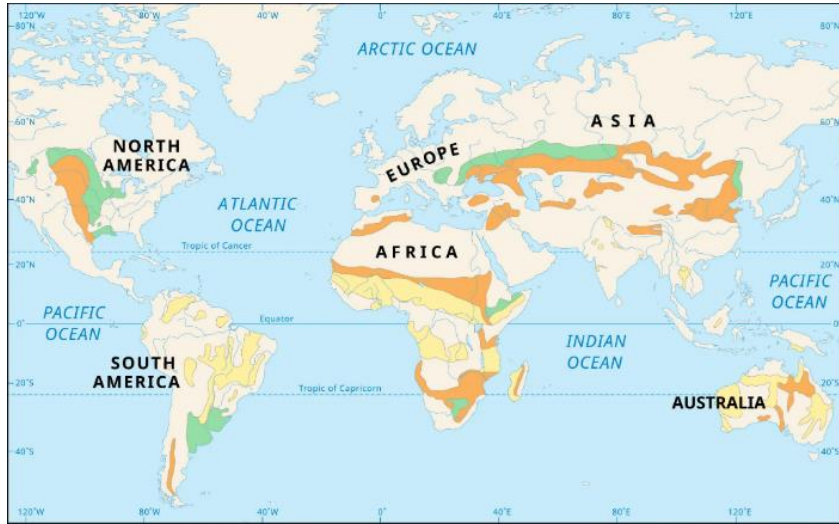 120°W 80°W 40°W 0° 40°E 80°E 120°E
80°N 80°N
ARCTIC OCEAN
60°N 60°N
ASIA
NORTH
AMERICA
EUROPE
40°N 40°N
ATLANTIC
OCEAN
Tropic of Cancer
AFRICA
20°N 20°N
PACIFIC
OCEAN
PACIFIC
OCEAN
Equator
0° 0°
INDIAN
OCEAN
SOUTH
AMERICA
20°S 20°S
Tropic of Capricorn
AUSTRALIA
40°S 40°S
120°W 80°W 40°W 0° 40°E 80°E 120°E